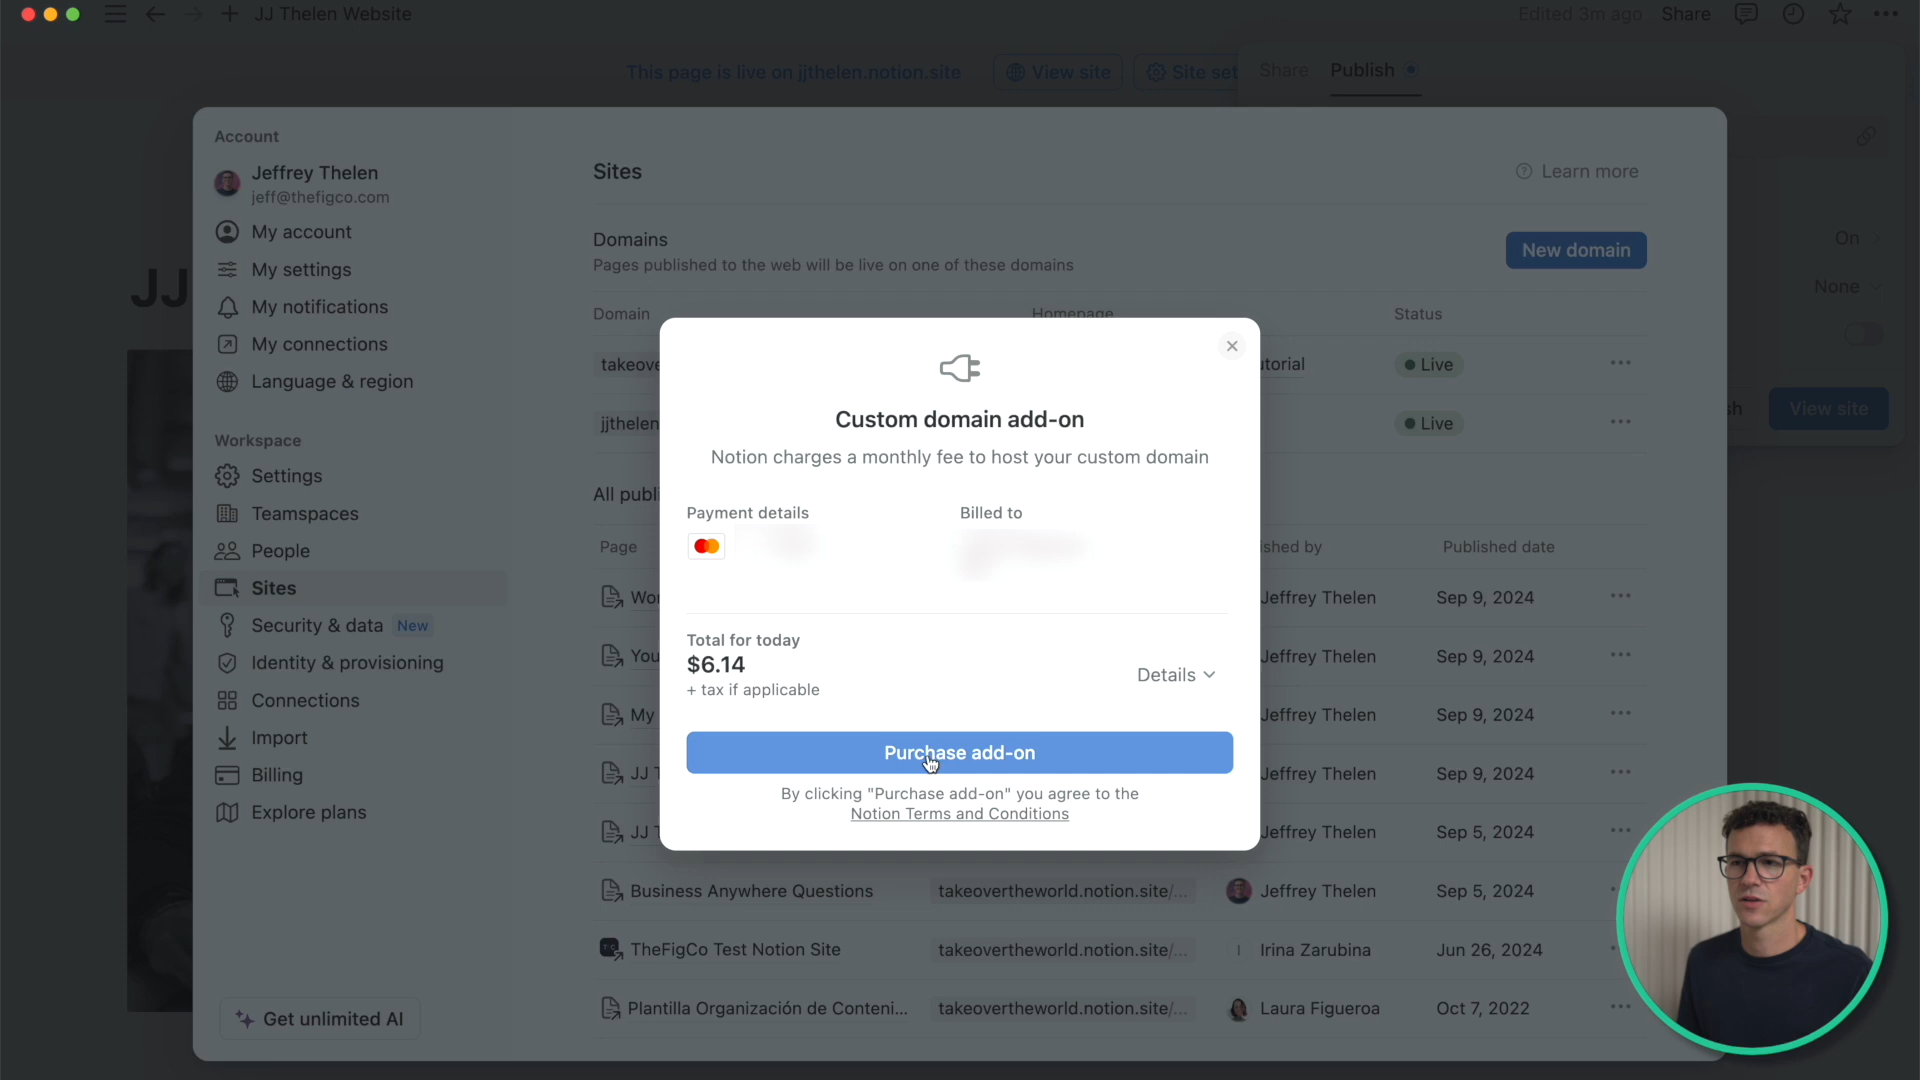 JJ Thelen Website
Edited 3m ago
Share
This page is live on jjthelen.notion.site
View site
Site set
Share
Publish
Account
Jeffrey Thelen
jeff@thefigco.com
My account
My settings
My notifications
My connections
Language & region
Workspace
Settings
Teamspaces
People
Sites
Security & data New
Identity & provisioning
Connections
Import
Billing
Explore plans
Get unlimited AI
JJ
Sites
Learn more
Domains
Pages published to the web will be live on one of these domains
New domain
Domain Homepage Status
takeove utorial Live
jjthelen Live
All publi
Page ished by Published date
Wor Jeffrey Thelen Sep 9, 2024
You Jeffrey Thelen Sep 9, 2024
My Jeffrey Thelen Sep 9, 2024
JJ T Jeffrey Thelen Sep 9, 2024
JJ T Jeffrey Thelen Sep 5, 2024
Business Anywhere Questions takeovertheworld.notion.site/... Jeffrey Thelen Sep 5, 2024
TheFigCo Test Notion Site takeovertheworld.notion.site/... I Irina Zarubina Jun 26, 2024
Plantilla Organización de Conteni... takeovertheworld.notion.site/... Laura Figueroa Oct 7, 2022
Custom domain add-on
Notion charges a monthly fee to host your custom domain
Payment details
Billed to
Total for today
$6.14
+ tax if applicable
Details
Purchase add-on
By clicking "Purchase add-on" you agree to the
Notion Terms and Conditions
On
None
sh
View site